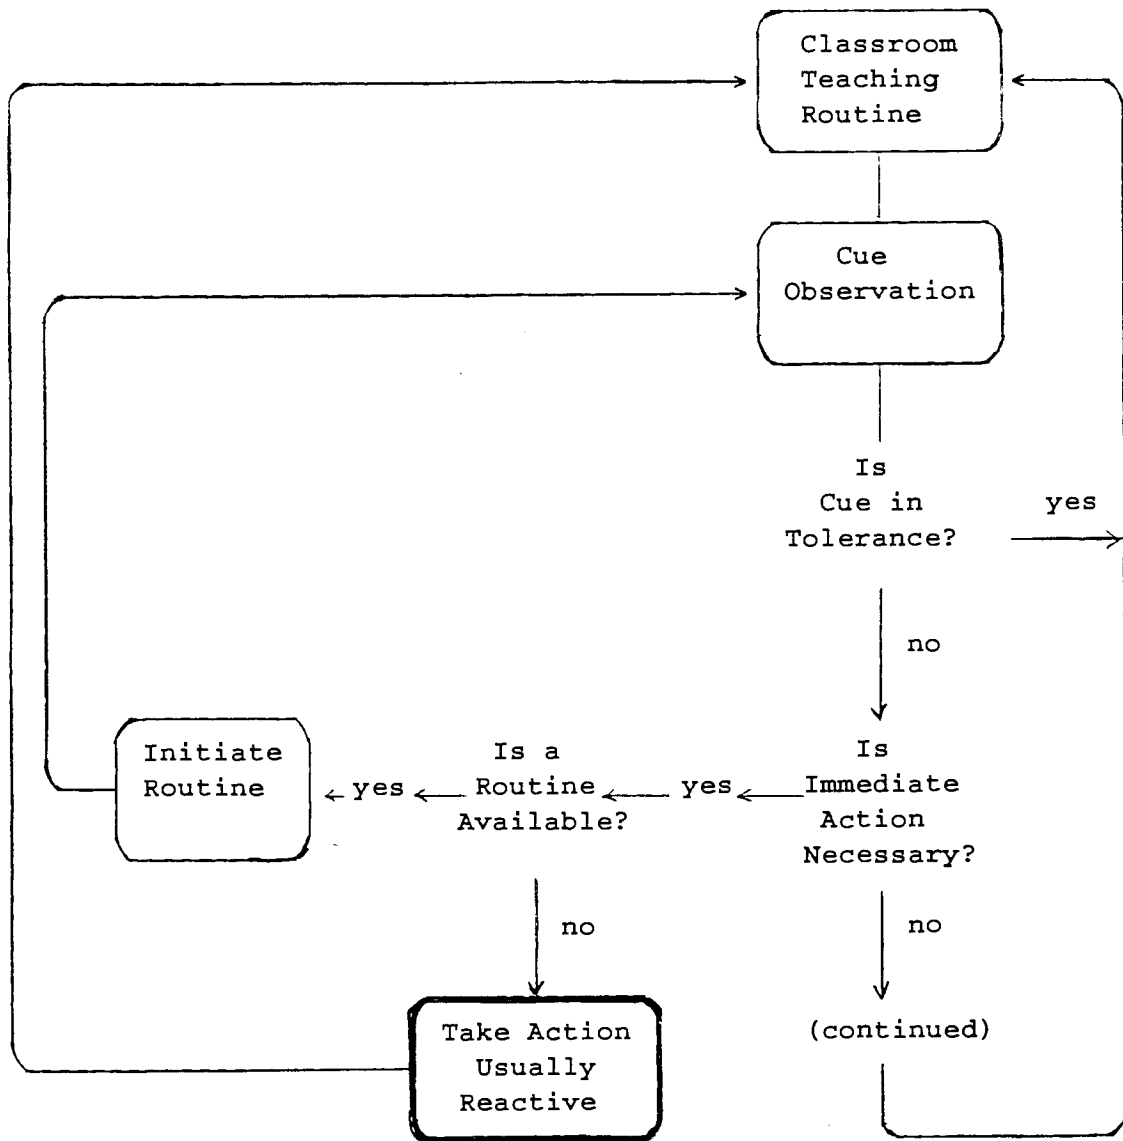 Classroom
Teaching
Routine
Cue
Observation
Is
Cue in
Tolerance?
yes
no
Is
Immediate
Action
Necessary?
yes
Is a
Routine
Available?
yes
Initiate
Routine
no
Take Action
Usually
Reactive
no
(continued)